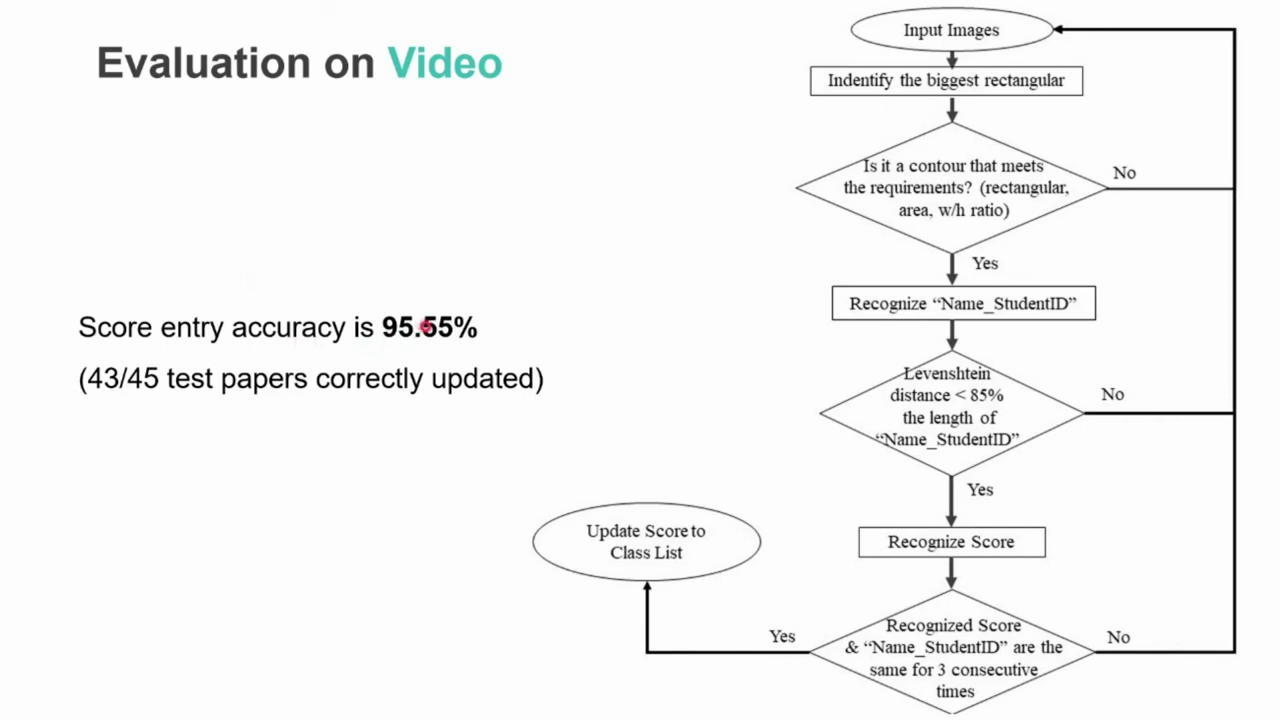 Evaluation on Video
Score entry accuracy is 95.55%
(43/45 test papers correctly updated)
Input Images
Indentify the biggest rectangular
Is it a contour that meets
the requirements? (rectangular,
area, w/h ratio)
No
Yes
Recognize “Name_StudentID”
Levenshtein
distance < 85%
the length of
“Name_StudentID”
No
Yes
Recognize Score
Recognized Score
& “Name_StudentID” are the
same for 3 consecutive
times
No
Yes
Update Score to
Class List